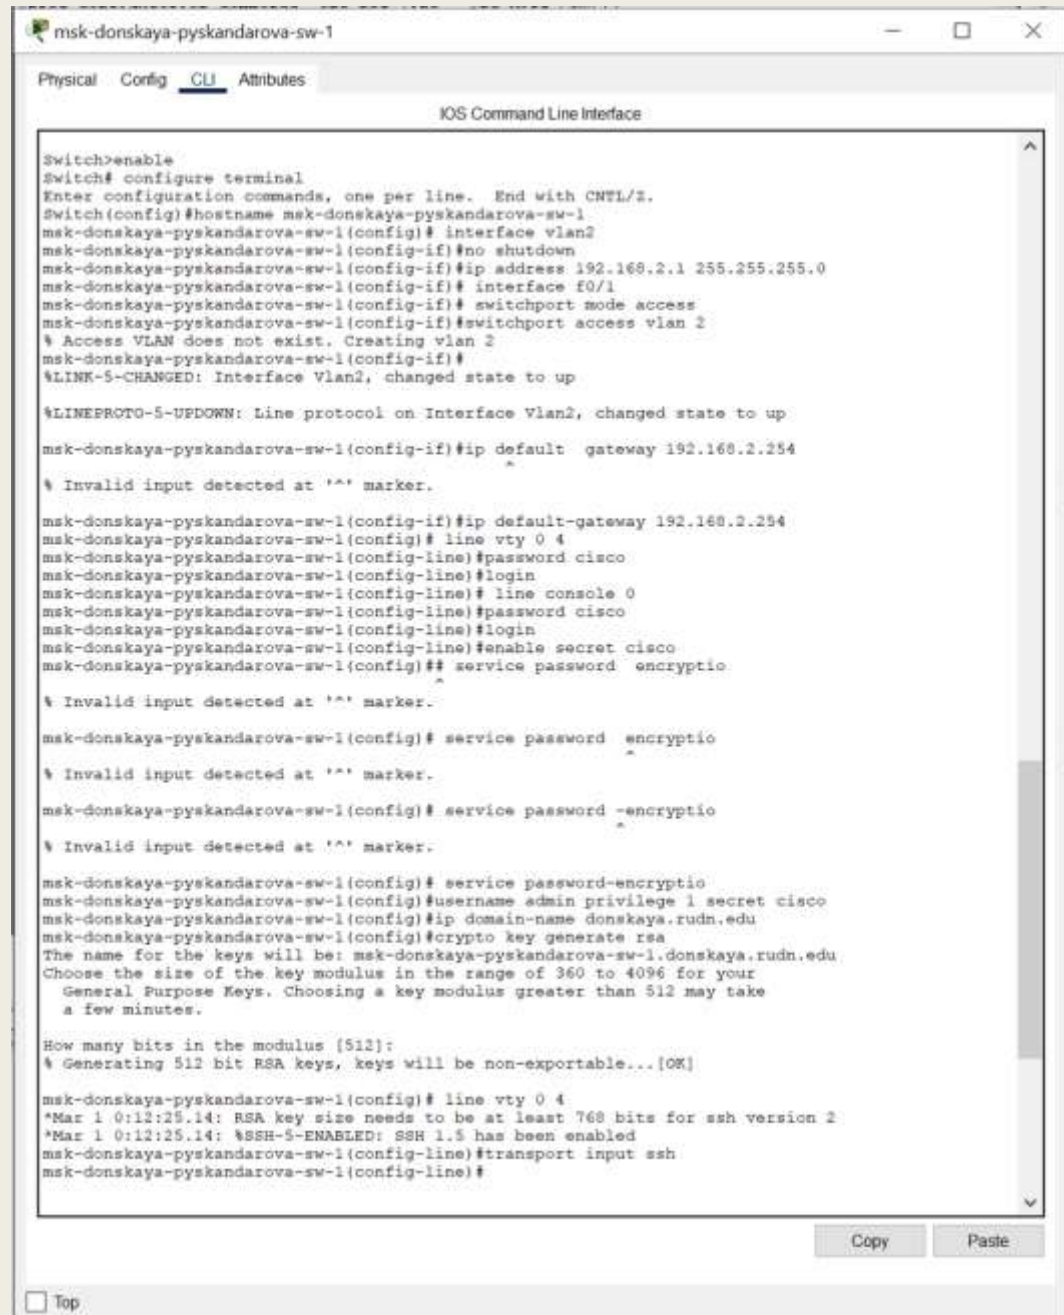 msk-donskaya-pyskandarova-sw-1
Physical Config CLI Attributes
IOS Command Line Interface
Switch>enable
Switch# configure terminal
Enter configuration commands, one per line.  End with CNTL/Z.
Switch(config)#hostname msk-donskaya-pyskandarova-sw-1
msk-donskaya-pyskandarova-sw-1(config)# interface vlan2
msk-donskaya-pyskandarova-sw-1(config-if)#no shutdown
msk-donskaya-pyskandarova-sw-1(config-if)#ip address 192.168.2.1 255.255.255.0
msk-donskaya-pyskandarova-sw-1(config-if)# interface f0/1
msk-donskaya-pyskandarova-sw-1(config-if)# switchport mode access
msk-donskaya-pyskandarova-sw-1(config-if)#switchport access vlan 2
% Access VLAN does not exist. Creating vlan 2
msk-donskaya-pyskandarova-sw-1(config-if)#
%LINK-5-CHANGED: Interface Vlan2, changed state to up
%LINEPROTO-5-UPDOWN: Line protocol on Interface Vlan2, changed state to up
msk-donskaya-pyskandarova-sw-1(config-if)#ip default  gateway 192.168.2.254
^
% Invalid input detected at '^' marker.
msk-donskaya-pyskandarova-sw-1(config-if)#ip default-gateway 192.168.2.254
msk-donskaya-pyskandarova-sw-1(config)# line vty 0 4
msk-donskaya-pyskandarova-sw-1(config-line)#password cisco
msk-donskaya-pyskandarova-sw-1(config-line)#login
msk-donskaya-pyskandarova-sw-1(config-line)# line console 0
msk-donskaya-pyskandarova-sw-1(config-line)#password cisco
msk-donskaya-pyskandarova-sw-1(config-line)#login
msk-donskaya-pyskandarova-sw-1(config-line)#enable secret cisco
msk-donskaya-pyskandarova-sw-1(config)## service password  encryptio
^
% Invalid input detected at '^' marker.
msk-donskaya-pyskandarova-sw-1(config)# service password  encryptio
^
% Invalid input detected at '^' marker.
msk-donskaya-pyskandarova-sw-1(config)# service password -encryptio
^
% Invalid input detected at '^' marker.
msk-donskaya-pyskandarova-sw-1(config)# service password-encryptio
msk-donskaya-pyskandarova-sw-1(config)#username admin privilege 1 secret cisco
msk-donskaya-pyskandarova-sw-1(config)#ip domain-name donskaya.rudn.edu
msk-donskaya-pyskandarova-sw-1(config)#crypto key generate rsa
The name for the keys will be: msk-donskaya-pyskandarova-sw-1.donskaya.rudn.edu
Choose the size of the key modulus in the range of 360 to 4096 for your
General Purpose Keys. Choosing a key modulus greater than 512 may take
a few minutes.
How many bits in the modulus [512]:
% Generating 512 bit RSA keys, keys will be non-exportable...[OK]
msk-donskaya-pyskandarova-sw-1(config)# line vty 0 4
*Mar 1 0:12:25.14: RSA key size needs to be at least 768 bits for ssh version 2
*Mar 1 0:12:25.14: %SSH-5-ENABLED: SSH 1.5 has been enabled
msk-donskaya-pyskandarova-sw-1(config-line)#transport input ssh
msk-donskaya-pyskandarova-sw-1(config-line)#
Copy Paste
Top